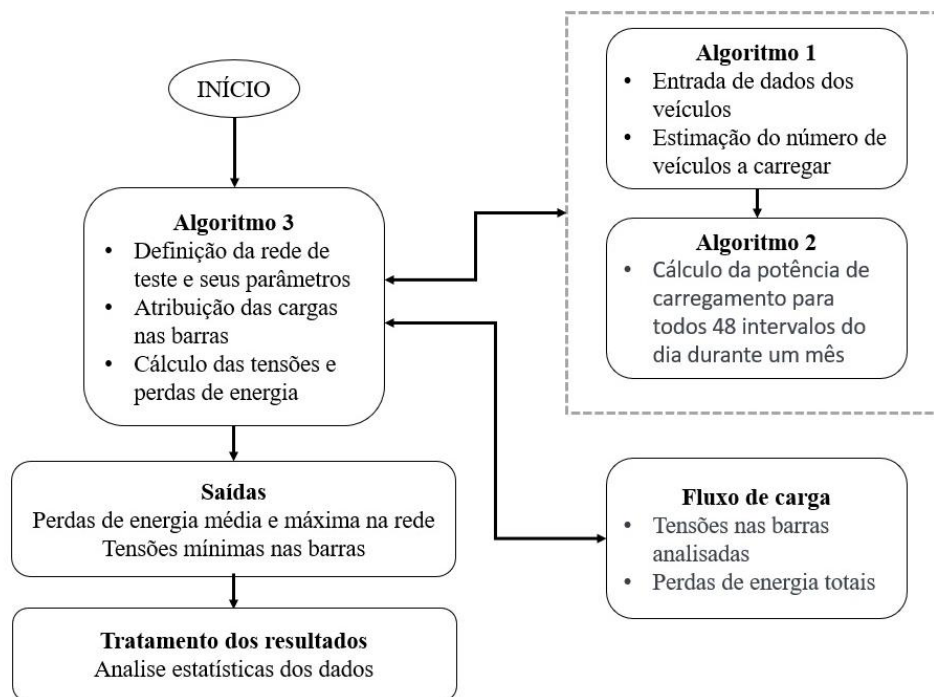 INÍCIO
Algoritmo 3
• Definição da rede de
teste e seus parâmetros
• Atribuição das cargas
nas barras
• Cálculo das tensões e
perdas de energia
Saídas
Perdas de energia média e máxima na rede
Tensões mínimas nas barras
Tratamento dos resultados
Analise estatísticas dos dados
Algoritmo 1
• Entrada de dados dos
veículos
• Estimação do número de
veículos a carregar
Algoritmo 2
• Cálculo da potência de
carregamento para
todos 48 intervalos do
dia durante um mês
Fluxo de carga
• Tensões nas barras
analisadas
• Perdas de energia totais